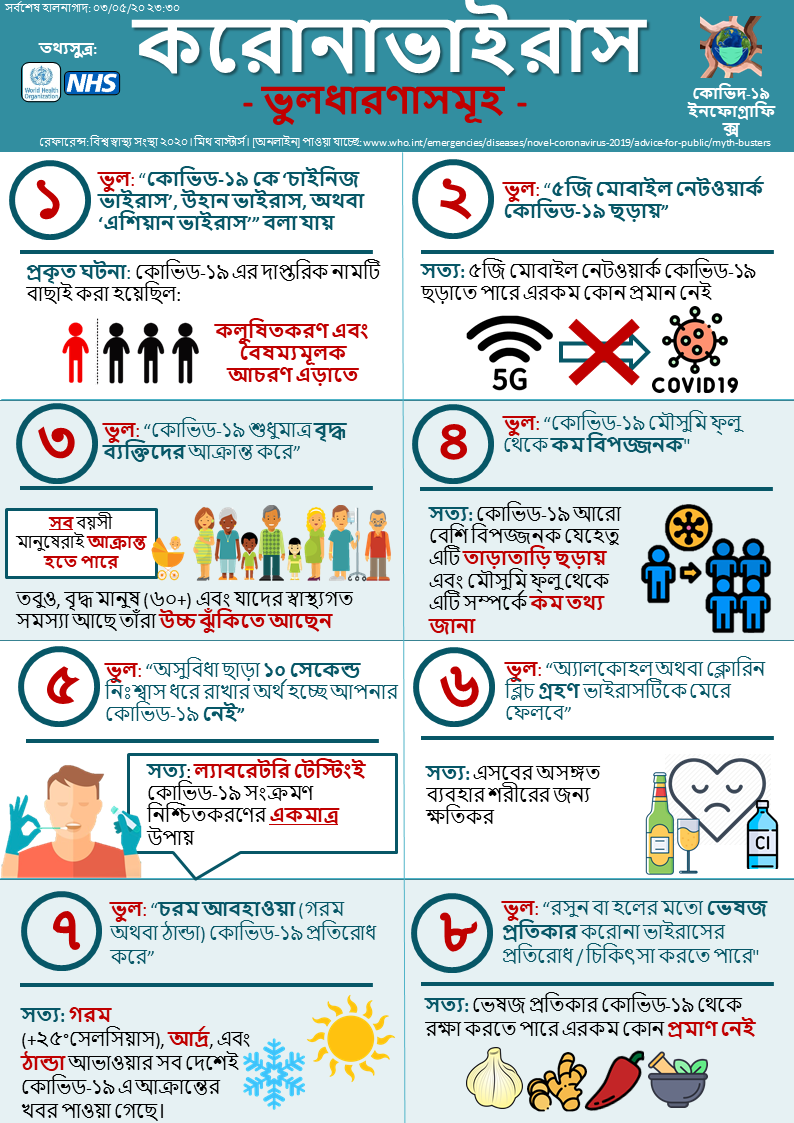 সর্বশেষ হালনাগাদ: ০৩/০৫/২০ ২৩:৩০
করোনাভাইরাস
- ভুলধারণাসমূহ -
তথ্যসুত্র:
World Health
Organization
NHS
কোভিদ-১৯
ইনফোগ্রাফি
ক্স
রেফারেন্স: বিশ্ব স্বাস্থ্য সংস্থা ২০২০। মিথ বাস্টার্স। [অনলাইন] পাওয়া যাচ্ছে: www.who.int/emergencies/diseases/novel-coronavirus-2019/advice-for-public/myth-busters
১
ভুল: “কোভিড-১৯ কে ‘চাইনিজ
ভাইরাস’, উহান ভাইরাস, অথবা
‘এশিয়ান ভাইরাস’” বলা যায়
প্রকৃত ঘটনা: কোভিড-১৯ এর দাপ্তরিক নামটি
বাছাই করা হয়েছিল:
কলুষিতকরণ এবং
বৈষম্যমূলক
আচরণ এড়াতে
২
ভুল: “৫জি মোবাইল নেটওয়ার্ক
কোভিড-১৯ ছড়ায়”
সত্য: ৫জি মোবাইল নেটওয়ার্ক কোভিড-১৯
ছড়াতে পারে এরকম কোন প্রমান নেই
5G
COVID19
৩
ভুল: “কোভিড-১৯ শুধুমাত্র বৃদ্ধ
ব্যক্তিদের আক্রান্ত করে”
সব বয়সী
মানুষেরাই আক্রান্ত
হতে পারে
তবুও, বৃদ্ধ মানুষ (৬০+) এবং যাদের স্বাস্থ্যগত
সমস্যা আছে তাঁরা উচ্চ ঝুঁকিতে আছেন
৪
ভুল: “কোভিড-১৯ মৌসুমি ফ্লু
থেকে কম বিপজ্জনক"
সত্য: কোভিড-১৯ আরো
বেশি বিপজ্জনক যেহেতু
এটি তাড়াতাড়ি ছড়ায়
এবং মৌসুমি ফ্লু থেকে
এটি সম্পর্কে কম তথ্য
জানা
৫
ভুল: “অসুবিধা ছাড়া ১০ সেকেন্ড
নিঃশ্বাস ধরে রাখার অর্থ হচ্ছে আপনার
কোভিড-১৯ নেই”
সত্য: ল্যাবরেটরি টেস্টিংই
কোভিড-১৯ সংক্রমণ
নিশ্চিতকরণের একমাত্র
উপায়
৬
ভুল: “অ্যালকোহল অথবা ক্লোরিন
ব্লিচ গ্রহণ ভাইরাসটিকে মেরে
ফেলবে”
সত্য: এসবের অসঙ্গত
ব্যবহার শরীরের জন্য
ক্ষতিকর
Cl
৭
ভুল: “চরম আবহাওয়া (গরম
অথবা ঠান্ডা) কোভিড-১৯ প্রতিরোধ
করে”
সত্য: গরম
(+২৫°সেলসিয়াস), আর্দ্র, এবং
ঠান্ডা আভাওয়ার সব দেশেই
কোভিড-১৯ এ আক্রান্তের
খবর পাওয়া গেছে।
৮
ভুল: “রসুন বা হলের মতো ভেষজ
প্রতিকার করোনা ভাইরাসের
প্রতিরোধ / চিকিৎসা করতে পারে"
সত্য: ভেষজ প্রতিকার কোভিড-১৯ থেকে
রক্ষা করতে পারে এরকম কোন প্রমাণ নেই